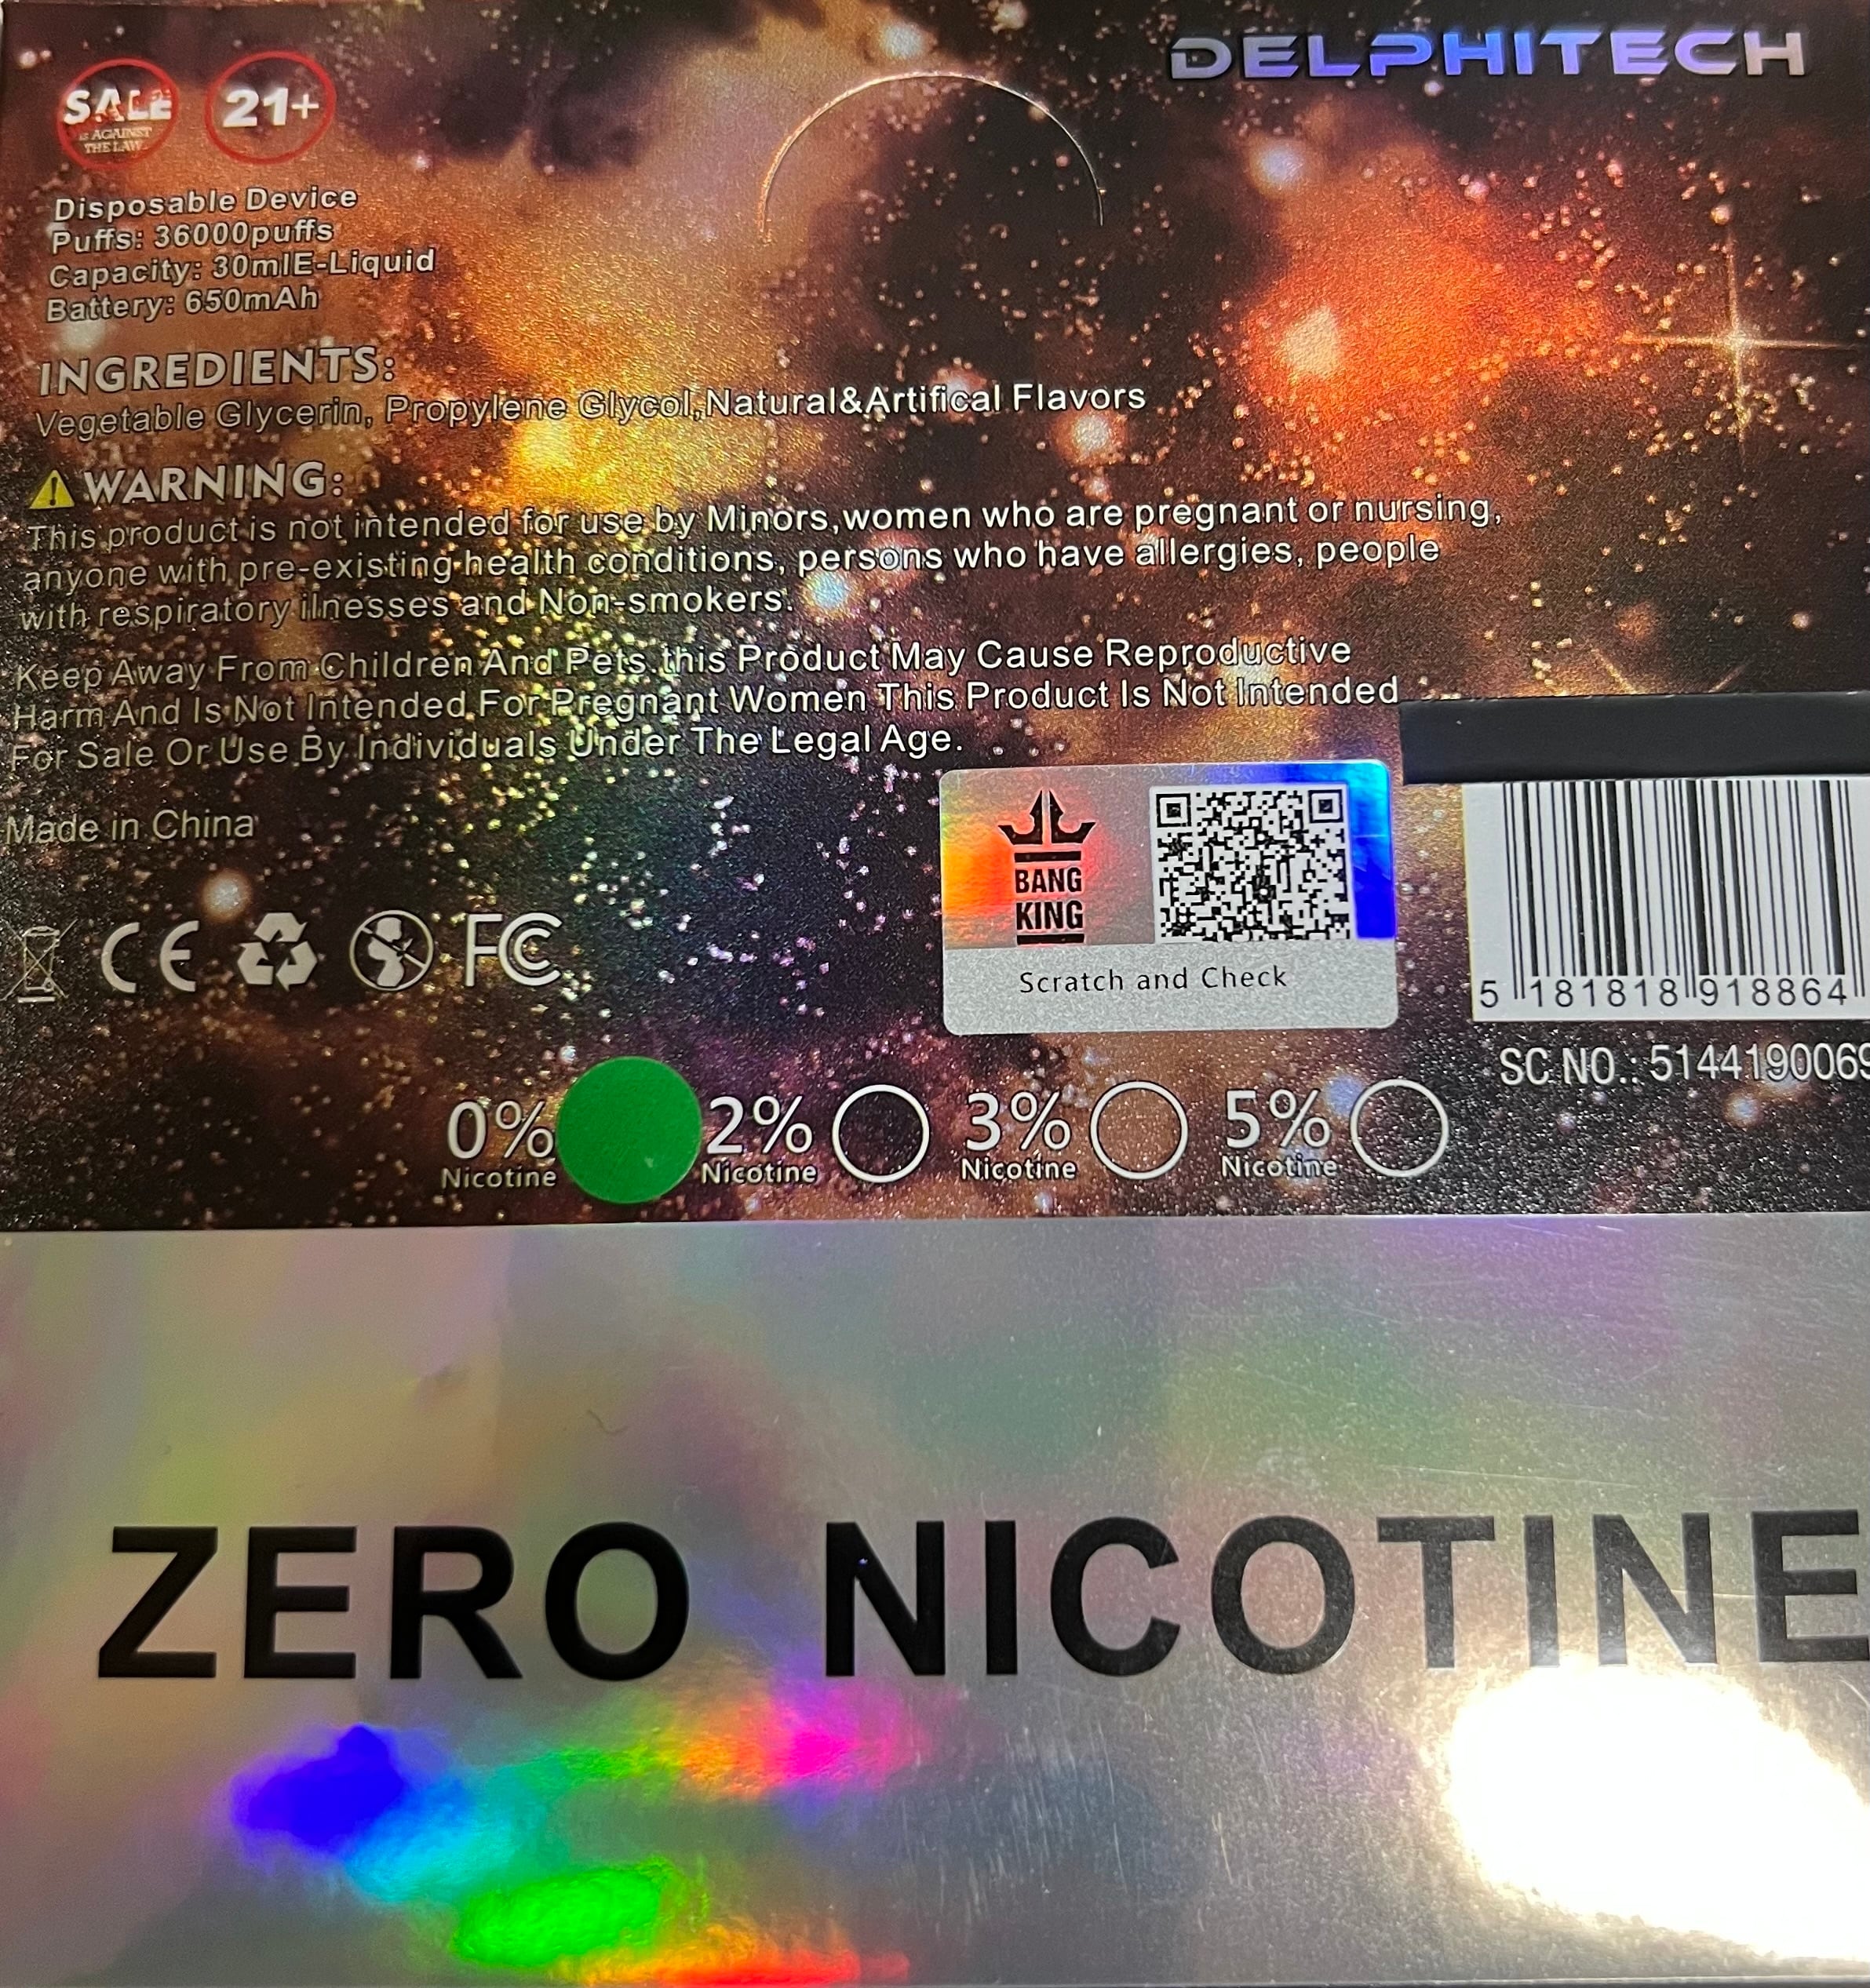 DELPHITECH
SALE
IS AGAINST
THE LAW
21+
Disposable Device
Puffs: 36000puffs
Capacity: 30mlE-Liquid
Battery: 650mAh
INGREDIENTS:
Vegetable Glycerin, Propylene Glycol,Natural&Artifical Flavors
WARNING:
This product is not intended for use by Minors,women who are pregnant or nursing,
anyone with pre-existing health conditions, persons who have allergies, people
with respiratory ilnesses and Non-smokers.
Keep Away From Children And Pets.this Product May Cause Reproductive
Harm And Is Not Intended For Pregnant Women This Product Is Not Intended
For Sale Or Use By Individuals Under The Legal Age.
Made in China
CE FC
BANG
KING
Scratch and Check
5 181818 918864
SC NO.: 5144190069
0% 2% 3% 5%
Nicotine Nicotine Nicotine Nicotine
ZERO NICOTINE